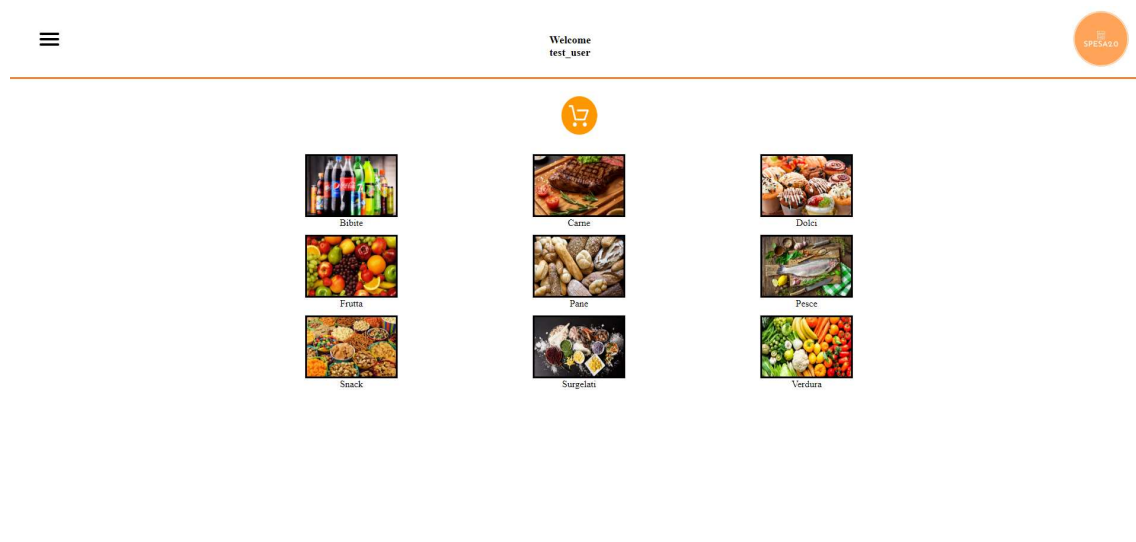 Welcome
test_user
SPESA2.0
Bibite
Carne
Dolci
Frutta
Pane
Pesce
Snack
Surgelati
Verdura